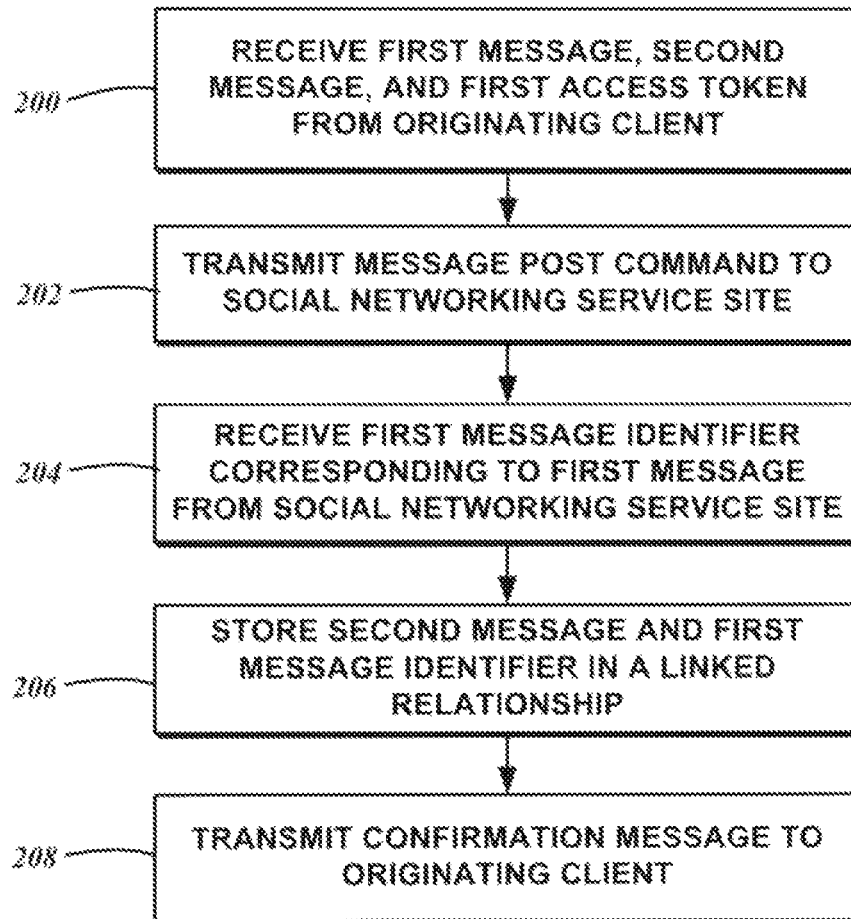 200
RECEIVE FIRST MESSAGE, SECOND
MESSAGE, AND FIRST ACCESS TOKEN
FROM ORIGINATING CLIENT
202
TRANSMIT MESSAGE POST COMMAND TO
SOCIAL NETWORKING SERVICE SITE
204
RECEIVE FIRST MESSAGE IDENTIFIER
CORRESPONDING TO FIRST MESSAGE
FROM SOCIAL NETWORKING SERVICE SITE
206
STORE SECOND MESSAGE AND FIRST
MESSAGE IDENTIFIER IN A LINKED
RELATIONSHIP
208
TRANSMIT CONFIRMATION MESSAGE TO
ORIGINATING CLIENT